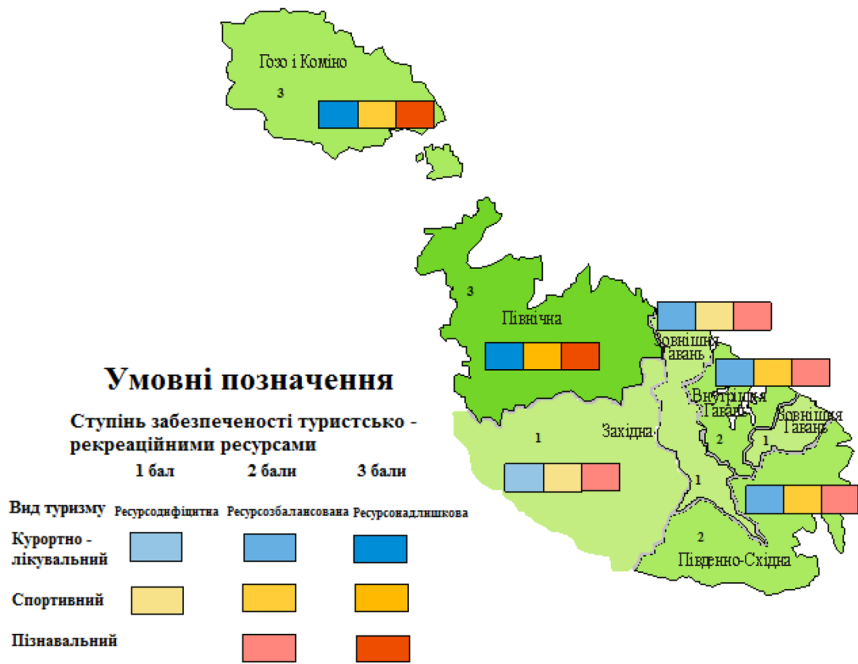 Гозо і Коміно
3
3
Північна
Зовнішня
Гавань
Внутрішня
Гавань
2
Зовнішня
Гавань
1
Західна
1
1
1
2
Південно-Східна
Умовні позначення
Ступінь забезпеченості туристсько -
рекреаційними ресурсами
1 бал 2 бали 3 бали
Вид туризму Ресурсодифіцитна Ресурсозбалансована Ресурсонадлишкова
Курортно -
лікувальний
Спортивний
Пізнавальний